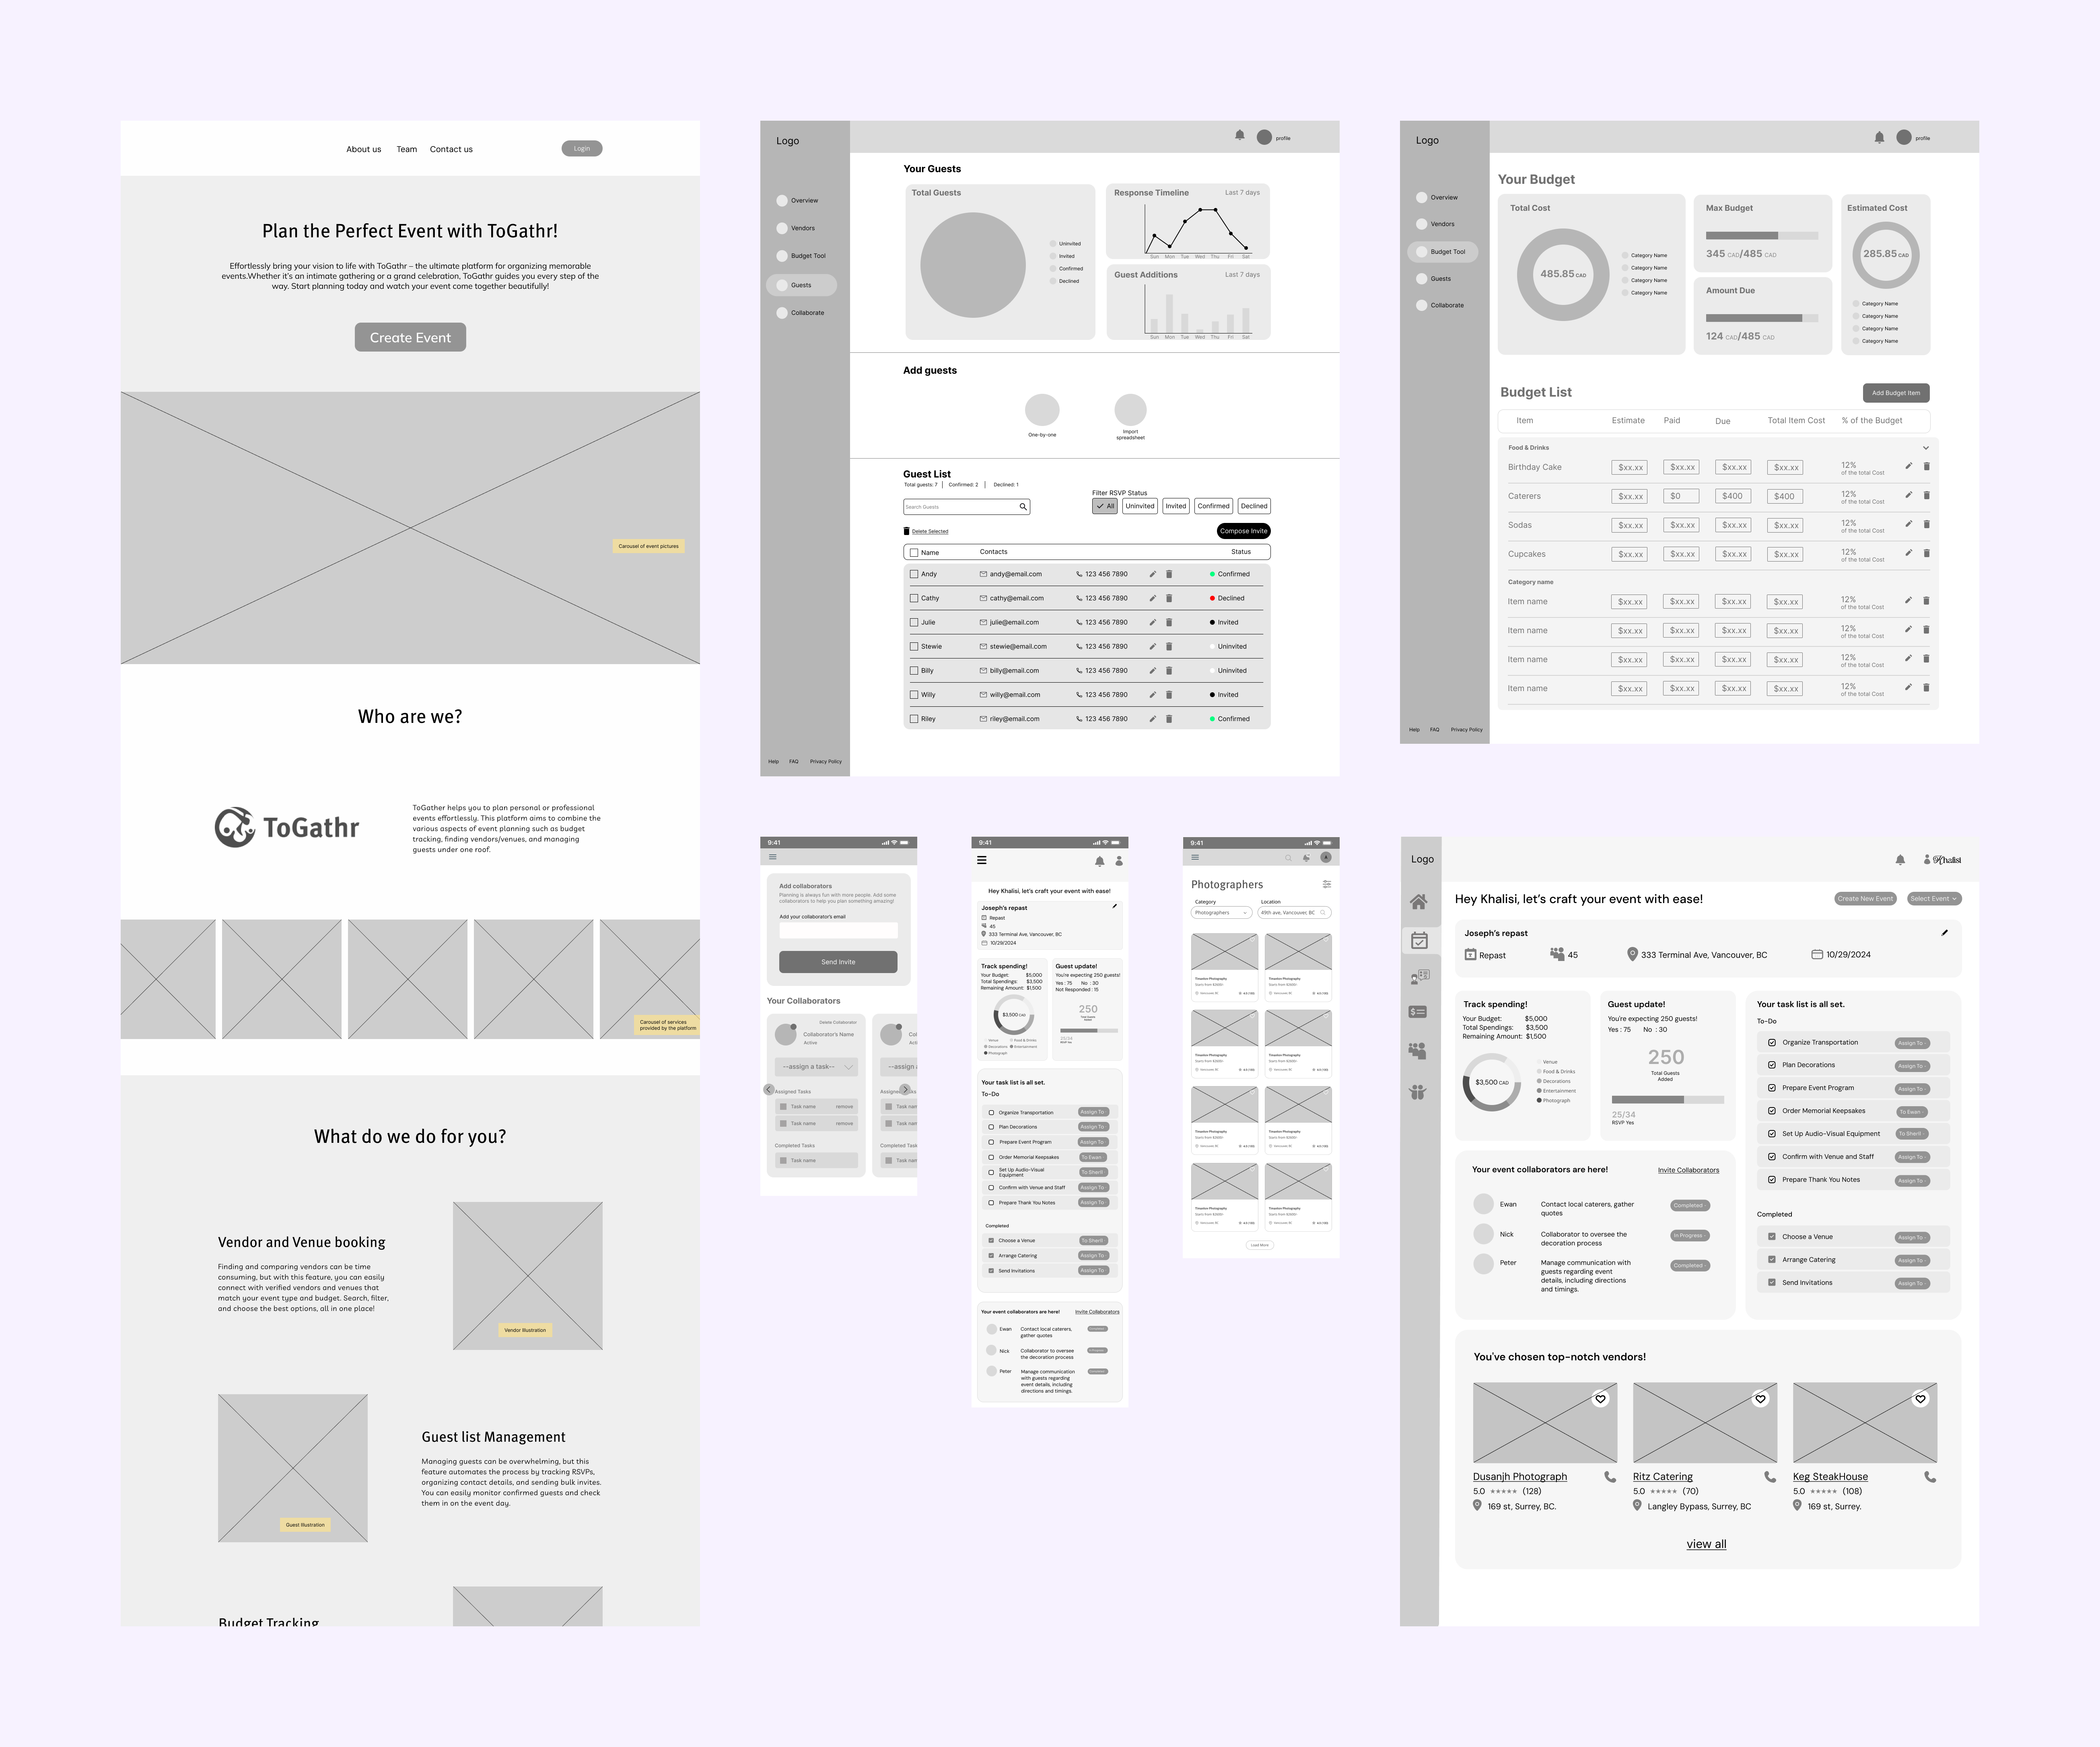 About us Team Contact us Login
Plan the Perfect Event with ToGathr!
Effortlessly bring your vision to life with ToGathr – the ultimate platform for organizing memorable
events.Whether it's an intimate gathering or a grand celebration, ToGathr guides you every step of the
way. Start planning today and watch your event come together beautifully!
Create Event
Carousel of event pictures
Who are we?
ToGathr
ToGather helps you to plan personal or professional
events effortlessly. This platform aims to combine the
various aspects of event planning such as budget
tracking, finding vendors/venues, and managing
guests under one roof.
Carousel of services
provided by the platform
What do we do for you?
Vendor and Venue booking
Finding and comparing vendors can be time
consuming, but with this feature, you can easily
connect with verified vendors and venues that
match your event type and budget. Search, filter,
and choose the best options, all in one place!
Vendor Illustration
Guest list Management
Managing guests can be overwhelming, but this
feature automates the process by tracking RSVPs,
organizing contact details, and sending bulk invites.
You can easily monitor confirmed guests and check
them in on the event day.
Guest Illustration
Budget Tracking
Logo
profile
Overview
Vendors
Budget Tool
Guests
Collaborate
Help FAQ Privacy Policy
Your Guests
Total Guests
Uninvited
Invited
Confirmed
Declined
Response Timeline Last 7 days
Sun Mon Tue Wed Thu Fri Sat
Guest Additions Last 7 days
Sun Mon Tue Wed Thu Fri Sat
Add guests
One-by-one
Import
spreadsheet
Guest List
Total guests: 7 | Confirmed: 2 | Declined: 1
Search Guests
Filter RSVP Status
All Uninvited Invited Confirmed Declined
Delete Selected
Compose Invite
Name Contacts Status
Andy andy@email.com 123 456 7890 Confirmed
Cathy cathy@email.com 123 456 7890 Declined
Julie julie@email.com 123 456 7890 Invited
Stewie stewie@email.com 123 456 7890 Uninvited
Billy billy@email.com 123 456 7890 Uninvited
Willy willy@email.com 123 456 7890 Invited
Riley riley@email.com 123 456 7890 Confirmed
Logo
profile
Overview
Vendors
Budget Tool
Guests
Collaborate
Help FAQ Privacy Policy
Your Budget
Total Cost
485.85 CAD
Category Name
Category Name
Category Name
Category Name
Max Budget
345 CAD/485 CAD
Amount Due
124 CAD/485 CAD
Estimated Cost
285.85 CAD
Category Name
Category Name
Category Name
Category Name
Budget List
Add Budget Item
Item Estimate Paid Due Total Item Cost % of the Budget
Food & Drinks
Birthday Cake $xx.xx $xx.xx $xx.xx $xx.xx 12%
of the total Cost
Caterers $xx.xx $0 $400 $400 12%
of the total Cost
Sodas $xx.xx $xx.xx $xx.xx $xx.xx 12%
of the total Cost
Cupcakes $xx.xx $xx.xx $xx.xx $xx.xx 12%
of the total Cost
Category name
Item name $xx.xx $xx.xx $xx.xx $xx.xx 12%
of the total Cost
Item name $xx.xx $xx.xx $xx.xx $xx.xx 12%
of the total Cost
Item name $xx.xx $xx.xx $xx.xx $xx.xx 12%
of the total Cost
Item name $xx.xx $xx.xx $xx.xx $xx.xx 12%
of the total Cost
9:41
Add collaborators
Planning is always fun with more people. Add some
collaborators to help you plan something amazing!
Add your collaborator's email
Send Invite
Your Collaborators
Delete Collaborator
Collaborator's Name
Active
--assign a task--
Assigned Tasks
Task name remove
Task name remove
Completed Tasks
Task name
Col
Acti
--assign a
Assigned
Task nam
Task nam
Completed Task
Task nam
9:41
Hey Khalisi, let's craft your event with ease!
Joseph's repast
Repast
45
333 Terminal Ave, Vancouver, BC
10/29/2024
Track spending!
Your Budget: $5,000
Total Spendings: $3,500
Remaining Amount: $1,500
$3,500 CAD
Venue Food & Drinks
Decorations Entertainment
Photograph
Guest update!
You're expecting 250 guests!
Yes : 75 No : 30
Not Responded : 15
250
Total Guests
Added
25/34
RSVP Yes
Your task list is all set.
To-Do
Organize Transportation Assign To
Plan Decorations Assign To
Prepare Event Program Assign To
Order Memorial Keepsakes To Ewan
Set Up Audio-Visual
Equipment To Sherll
Confirm with Venue and Staff Assign To
Prepare Thank You Notes Assign To
Completed
Choose a Venue To Sherll
Arrange Catering Assign To
Send Invitations Assign To
Your event collaborators are here! Invite Collaborators
Ewan Contact local caterers,
gather quotes
Nick Collaborator to oversee
the decoration process
Peter Manage communication
with guests regarding
event details, including
directions and timings.
9:41
Photographers
Category Location
Photographers 49th ave, Vancouver, BC
Load More
Logo
Khalisi
Hey Khalisi, let's craft your event with ease!
Create New Event Select Event
Joseph's repast
Repast 45 333 Terminal Ave, Vancouver, BC 10/29/2024
Track spending!
Your Budget: $5,000
Total Spendings: $3,500
Remaining Amount: $1,500
$3,500 CAD
Venue
Food & Drinks
Decorations
Entertainment
Photograph
Guest update!
You're expecting 250 guests!
Yes : 75 No : 30
250
Total Guests
Added
25/34
RSVP Yes
Your task list is all set.
To-Do
Organize Transportation Assign To
Plan Decorations Assign To
Prepare Event Program Assign To
Order Memorial Keepsakes To Ewan
Set Up Audio-Visual Equipment To Sherll
Confirm with Venue and Staff Assign To
Prepare Thank You Notes Assign To
Completed
Choose a Venue Assign To
Arrange Catering Assign To
Send Invitations Assign To
Your event collaborators are here! Invite Collaborators
Ewan Contact local caterers, gather
quotes Completed
Nick Collaborator to oversee the
decoration process In Progress
Peter Manage communication with
guests regarding event
details, including directions
and timings. Completed
You've chosen top-notch vendors!
Dusanjh Photograph
5.0 ★★★★★ (128)
169 st, Surrey, BC.
Ritz Catering
5.0 ★★★★★ (70)
Langley Bypass, Surrey, BC
Keg SteakHouse
5.0 ★★★★★ (108)
169 st, Surrey.
view all